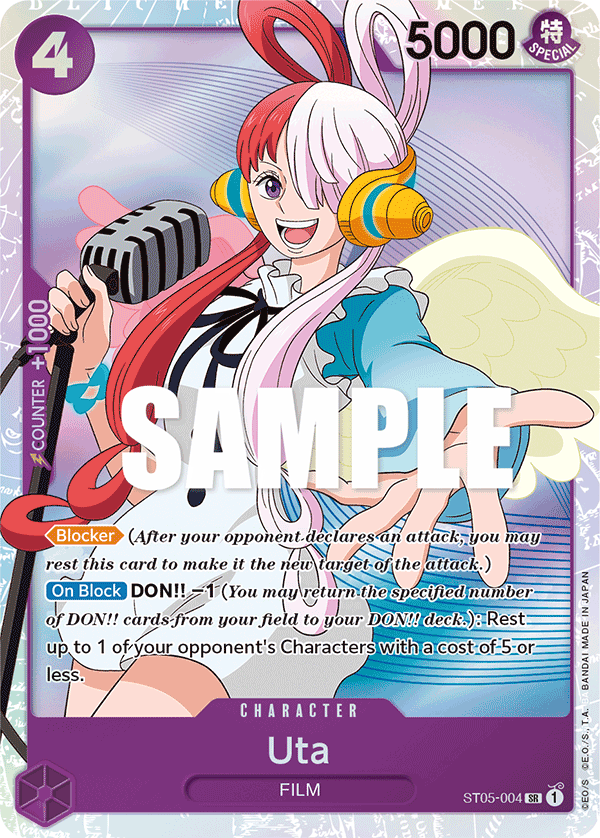 4
5000
特
SPECIAL
COUNTER +1000
SAMPLE
Blocker (After your opponent declares an attack, you may
rest this card to make it the new target of the attack.)
On Block DON!! −1 (You may return the specified number
of DON!! cards from your field to your DON!! deck.): Rest
up to 1 of your opponent's Characters with a cost of 5 or
less.
CHARACTER
Uta
FILM
ST05-004 SR 1
©EO/S ©E.O./S., T.A. BANDAI MADE IN JAPAN